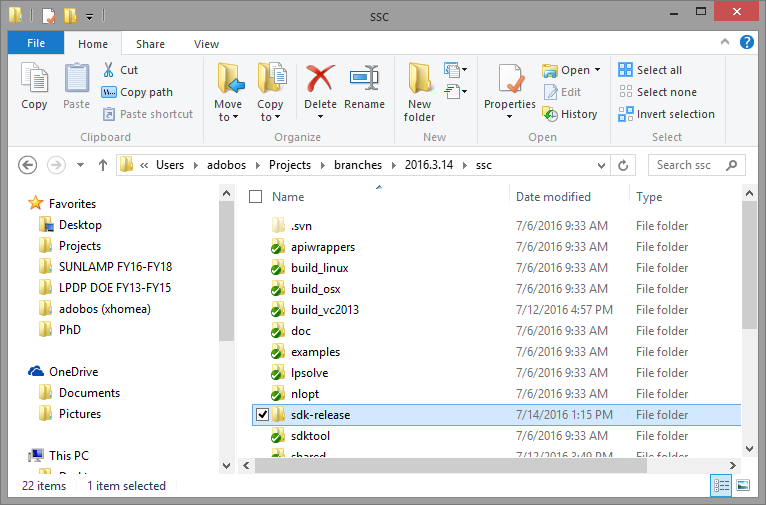 ssc
File Home Share View
Copy Paste Cut Copy path Paste shortcut Move to Copy to Delete Rename New folder Properties Open Edit History Select all Select none Invert selection
Clipboard Organize New Open Select
Users adobos Projects branches 2016.3.14 ssc Search ssc
Name Date modified Type
Favorites
Desktop
Projects
SUNLAMP FY16-FY18
LPDP DOE FY13-FY15
adobos (xhomea)
PhD
OneDrive
Documents
Pictures
This PC
.svn 7/6/2016 9:33 AM File folder
apiwrappers 7/6/2016 9:33 AM File folder
build_linux 7/6/2016 9:33 AM File folder
build_osx 7/6/2016 9:33 AM File folder
build_vc2013 7/12/2016 4:57 PM File folder
doc 7/6/2016 9:33 AM File folder
examples 7/6/2016 9:33 AM File folder
lpsolve 7/6/2016 9:33 AM File folder
nlopt 7/6/2016 9:33 AM File folder
sdk-release 7/14/2016 1:15 PM File folder
sdktool 7/6/2016 9:33 AM File folder
shared 7/12/2016 3:49 PM File folder
22 items 1 item selected